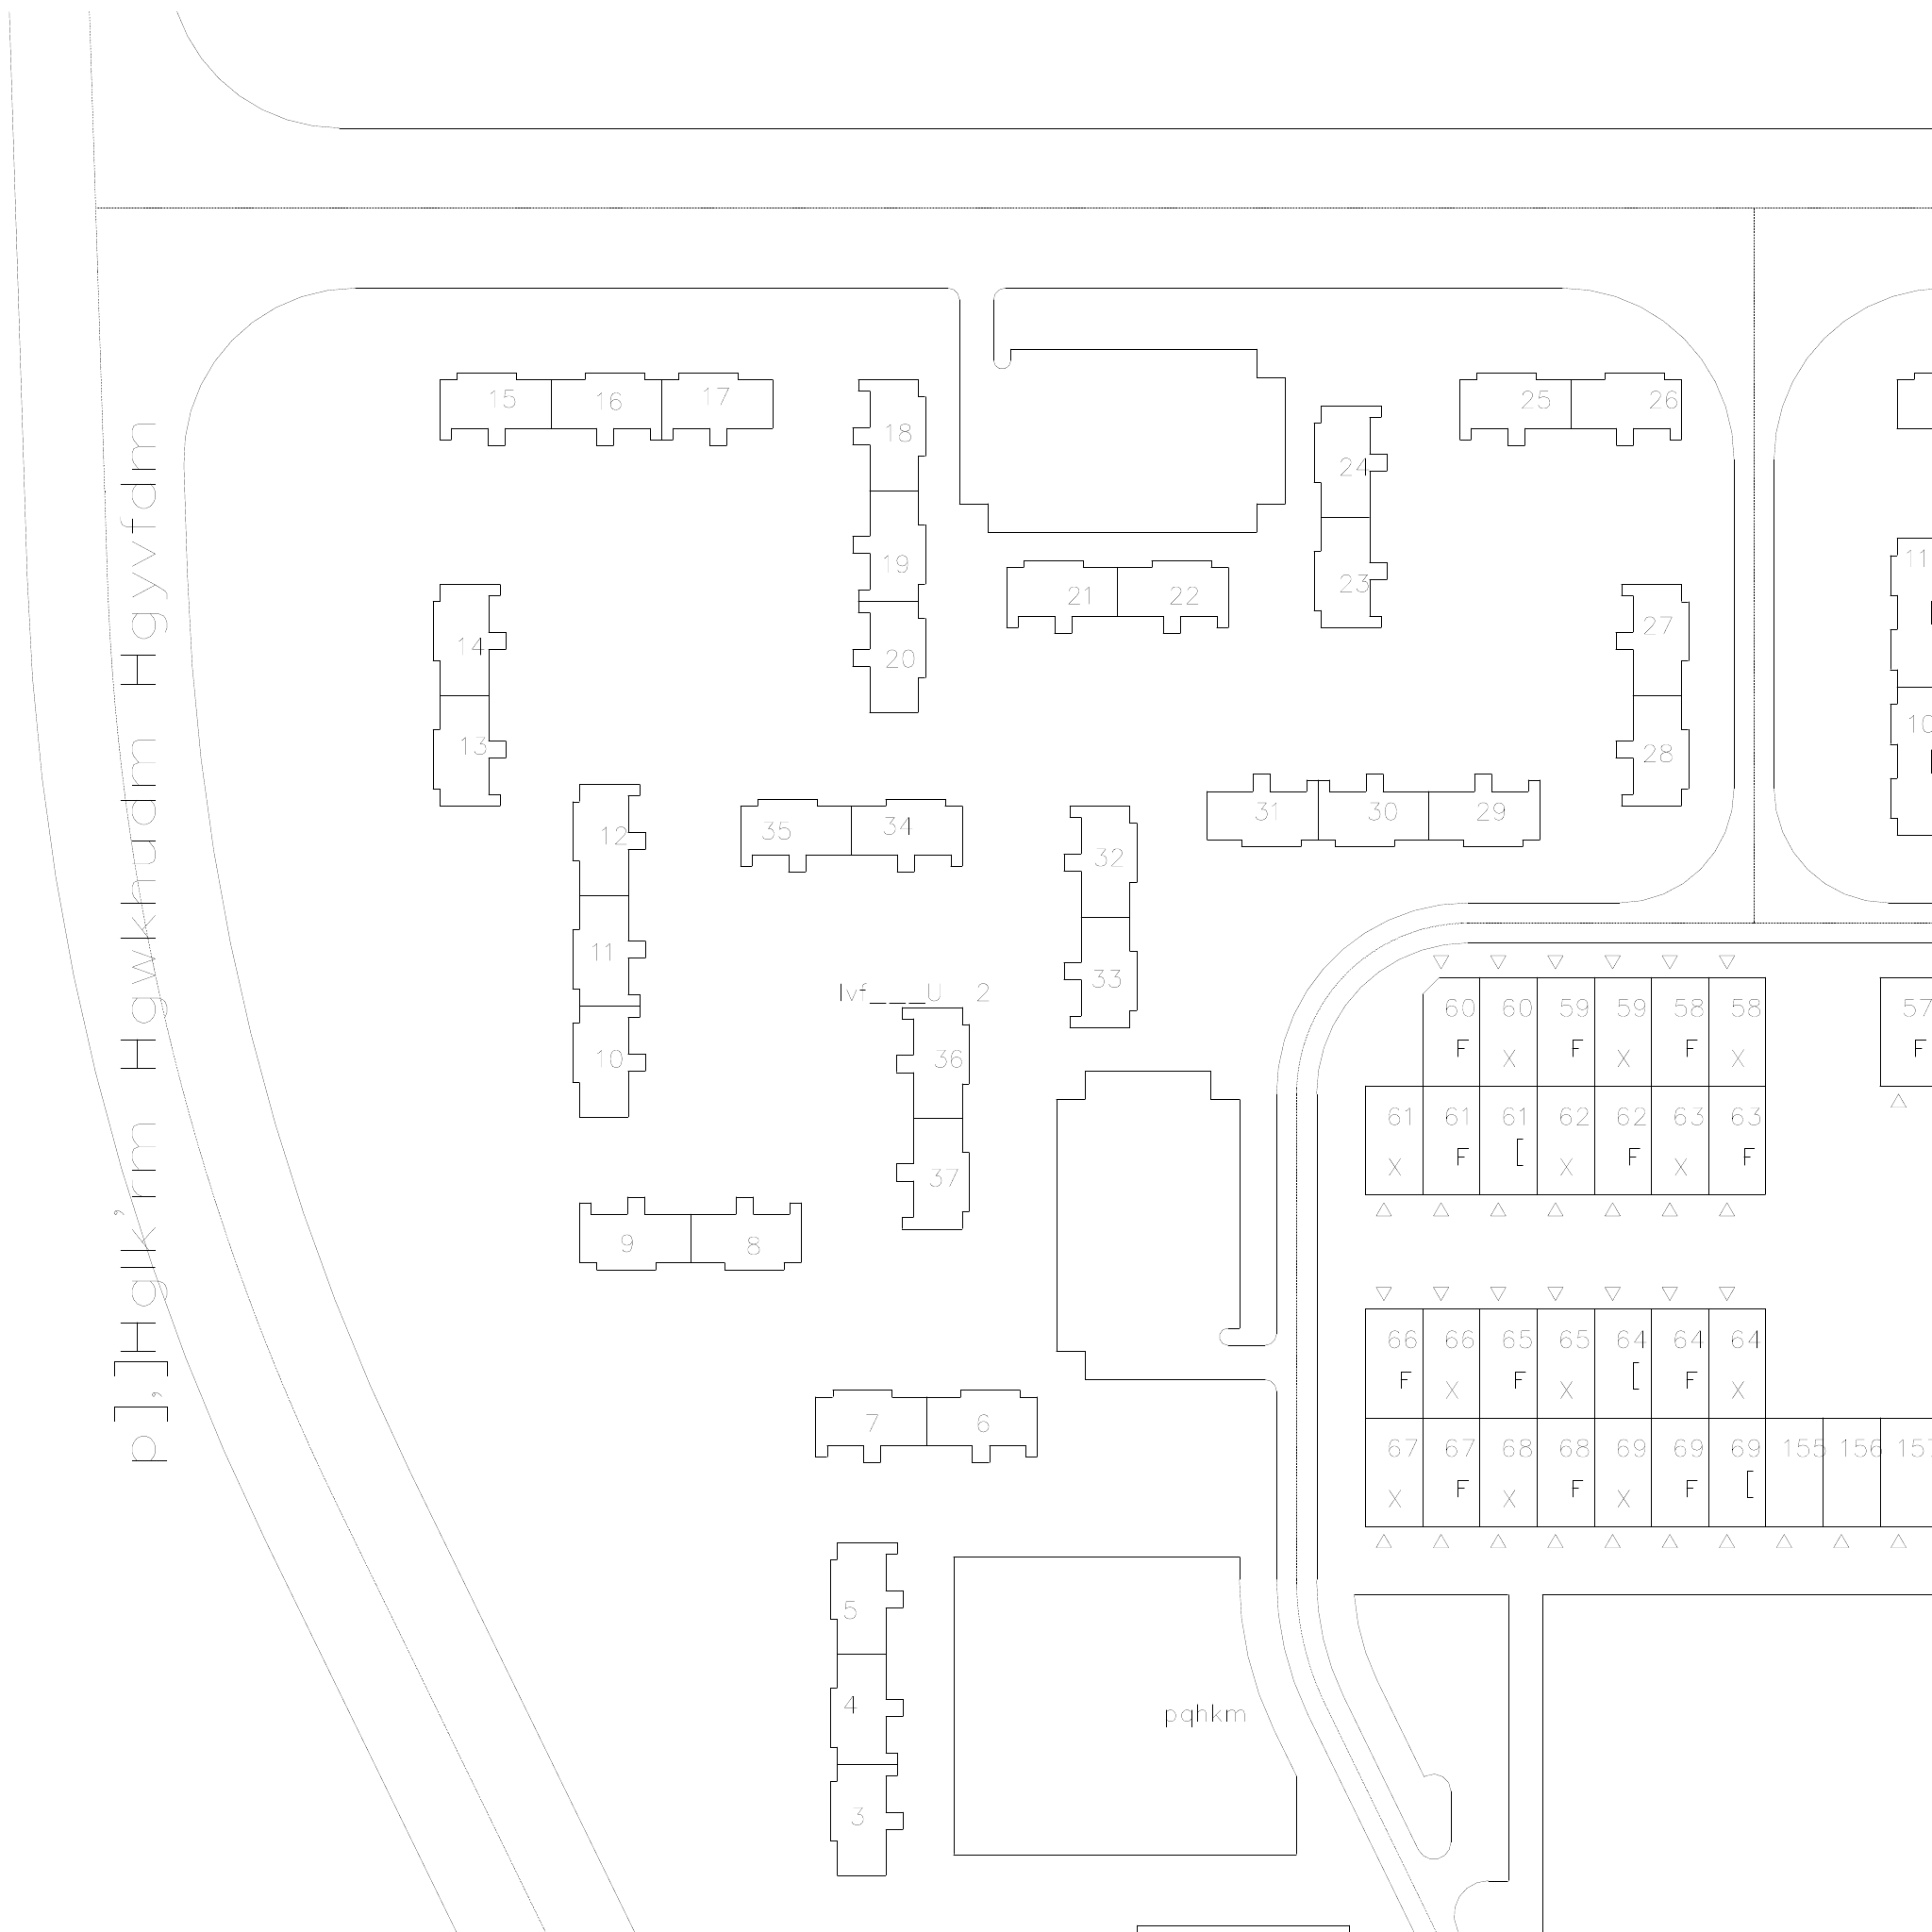 15 16 17 18 25 26
24
19 23
21 22
14 20 27
13 28
35 34 31 30 29
12 32
11 33
lvf___U 2
10 36
37
9 8
7 6
5
4
3
pqhkm
p[],]Hglk'rm Hgwkhudm Hgyvfdm
11
10
60 60 59 59 58 58 57
F X F X F X F
61 61 61 62 62 63 63
X F [ X F X F
66 66 65 65 64 64 64
F X F X [ F X
67 67 68 68 69 69 69 155 156 157
X F X F X F [